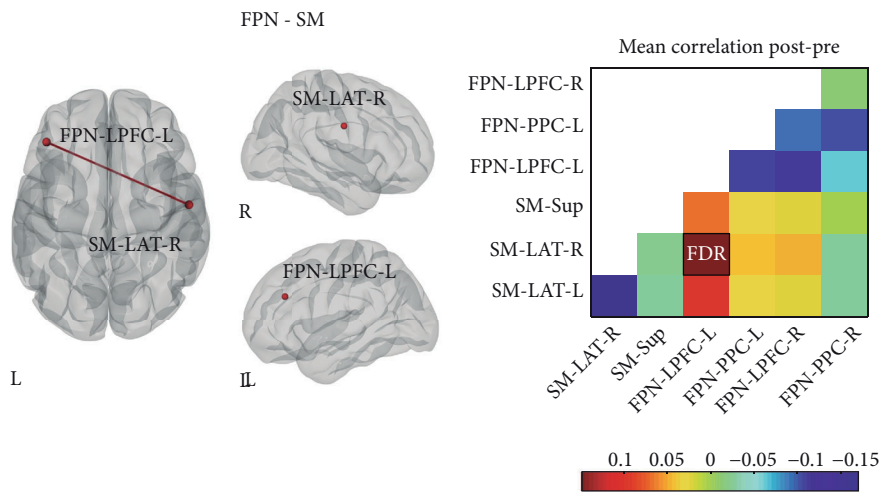 FPN - SM
FPN-LPFC-L
SM-LAT-R
L
SM-LAT-R
R
FPN-LPFC-L
IL
Mean correlation post-pre
FPN-LPFC-R
FPN-PPC-L
FPN-LPFC-L
SM-Sup
SM-LAT-R
SM-LAT-L
FDR
SM-LAT-R
SM-Sup
FPN-LPFC-L
FPN-PPC-L
FPN-LPFC-R
FPN-PPC-R
0.1 0.05 0 −0.05 −0.1 −0.15